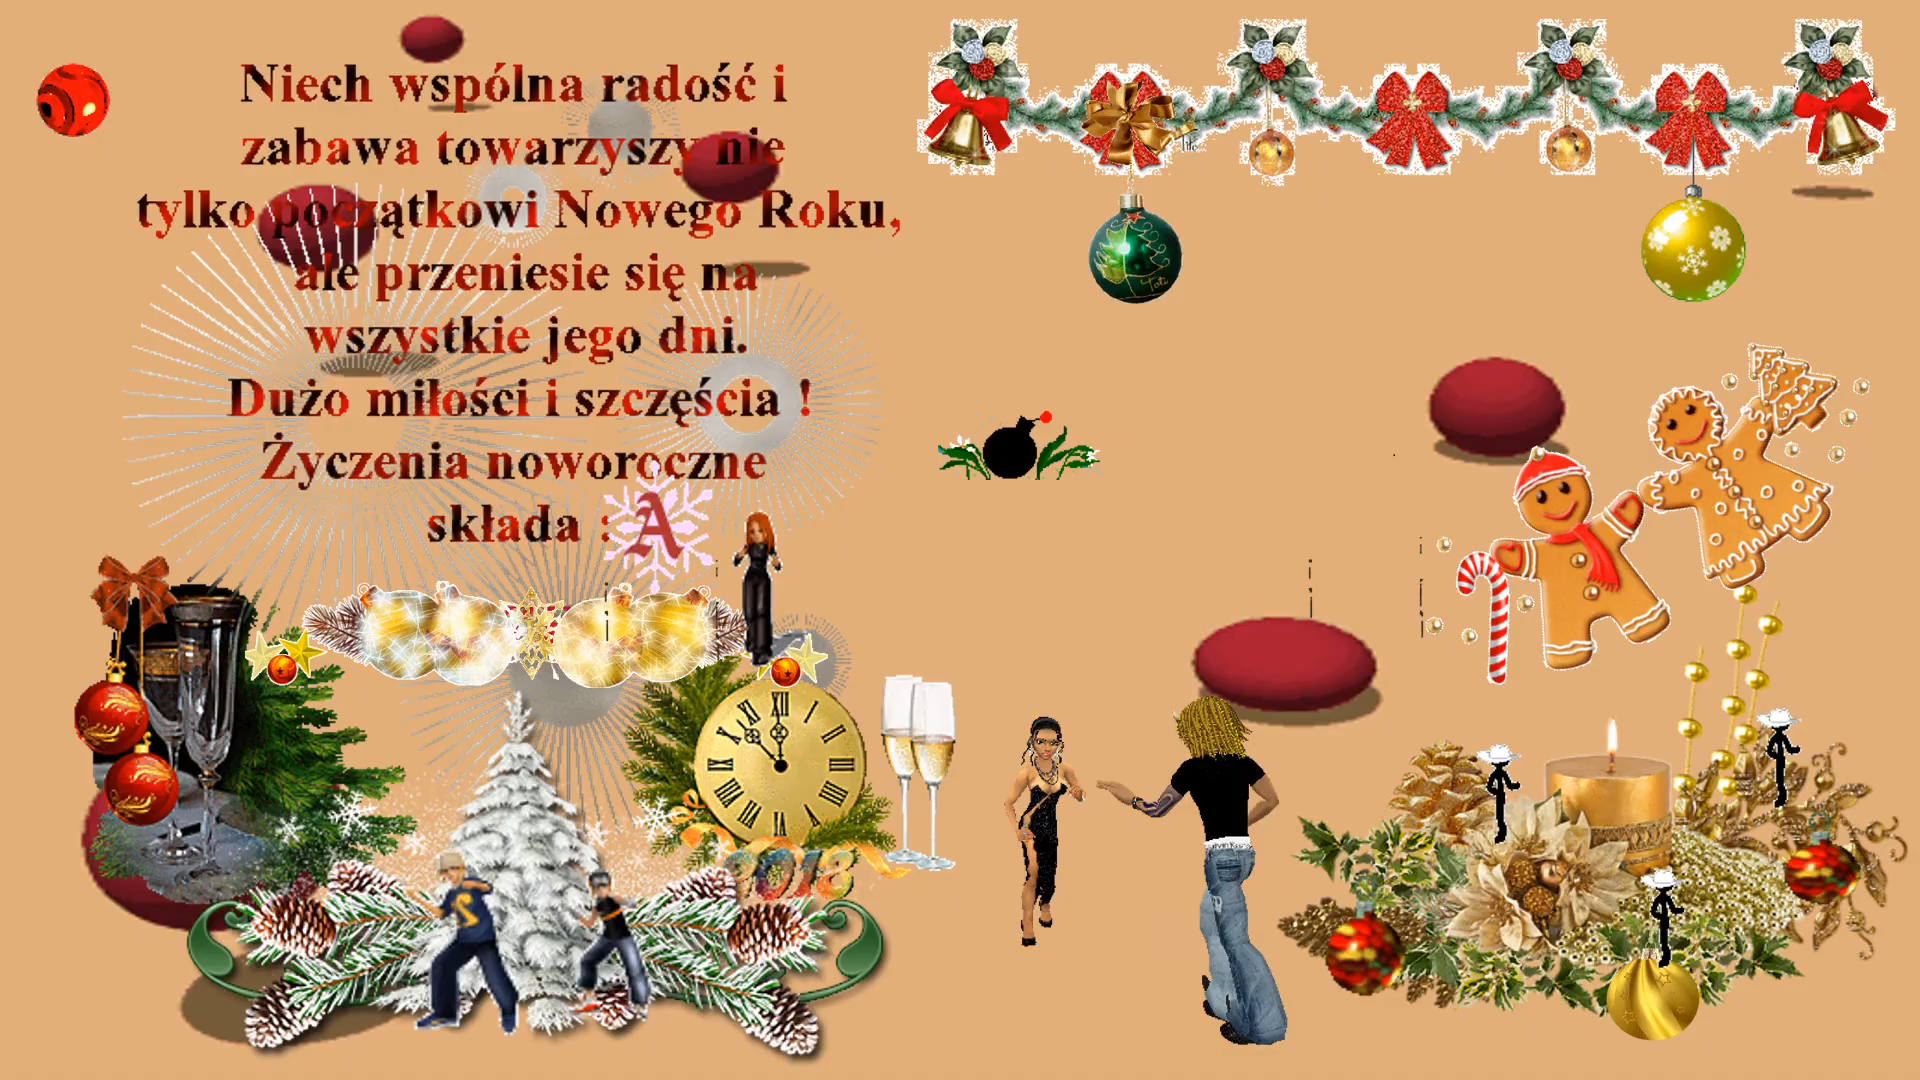 Niech wspólna radość i
zabawa towarzyszy nie
tylko początkowi Nowego Roku,
ale przeniesie się na
wszystkie jego dni.
Dużo miłości i szczęścia !
Życzenia noworoczne
składa : A
XII
2018